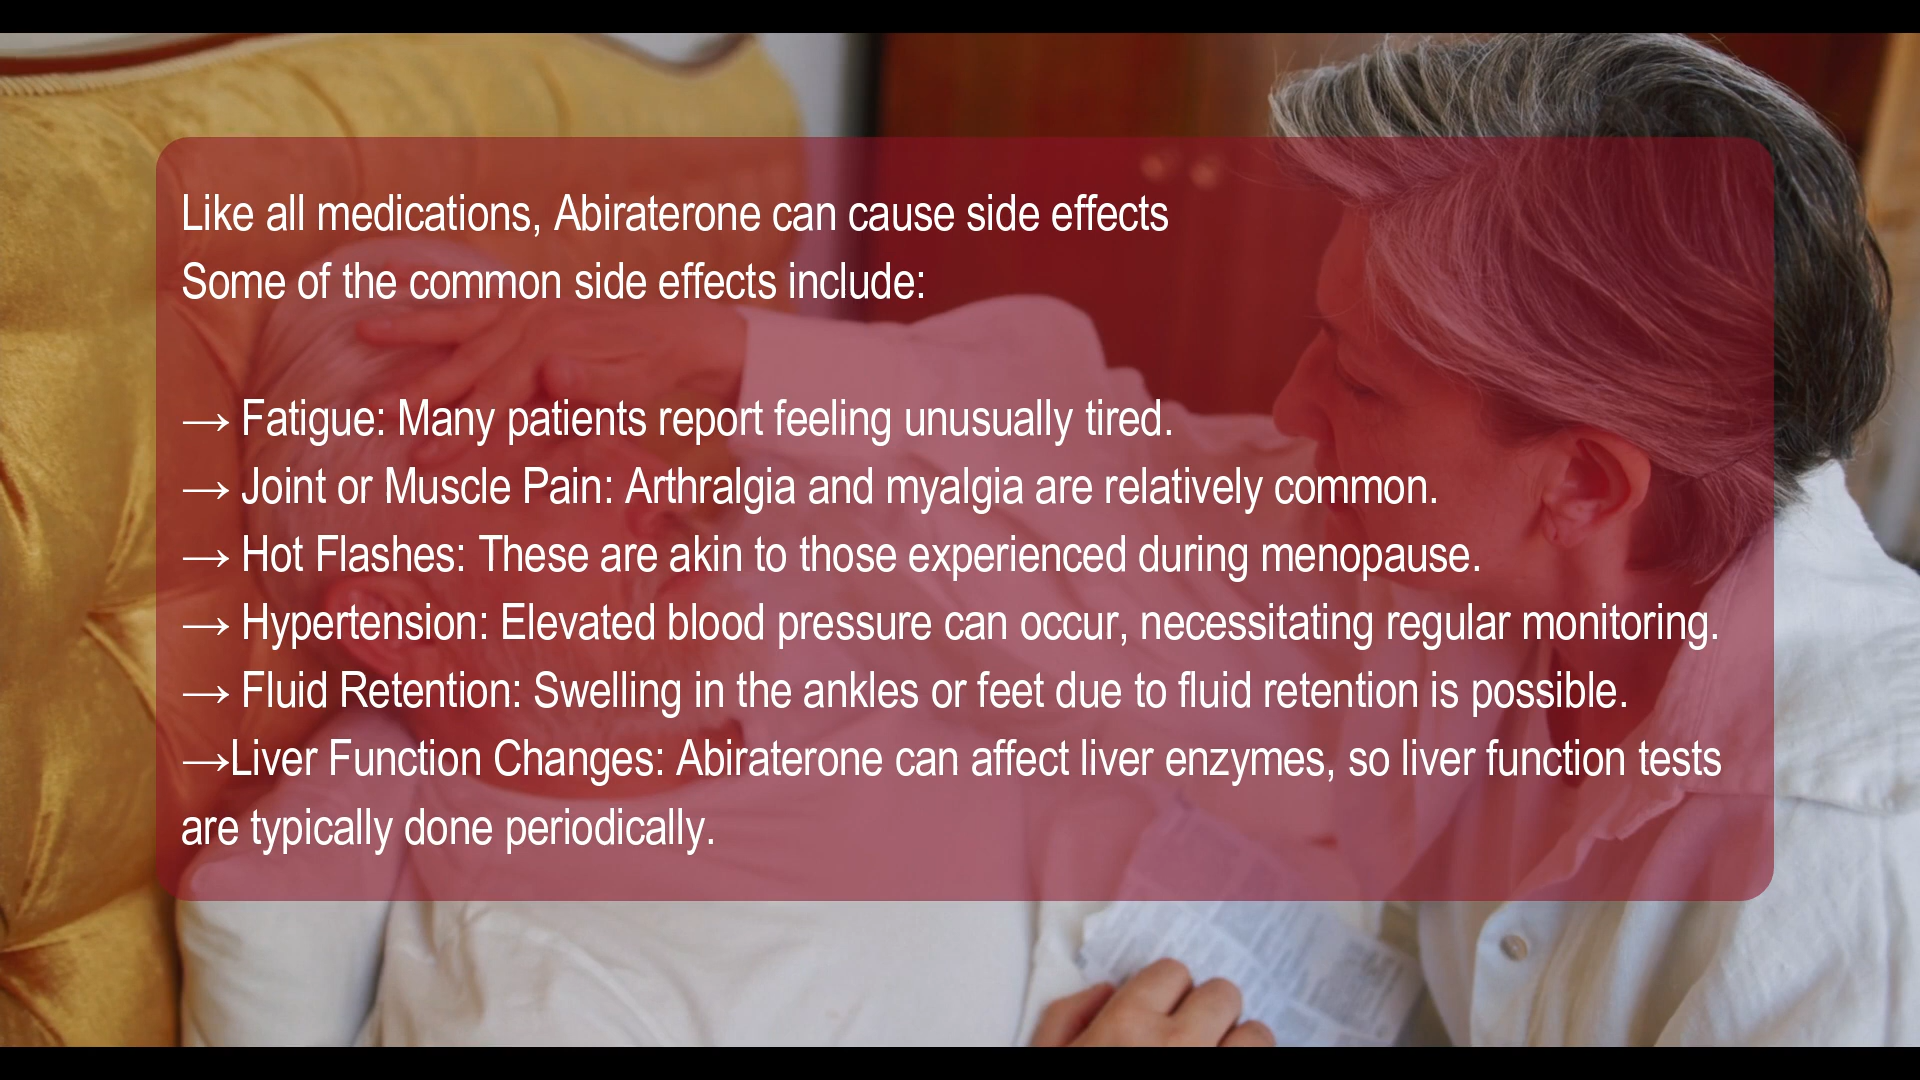 Like all medications, Abiraterone can cause side effects
Some of the common side effects include:
→ Fatigue: Many patients report feeling unusually tired.
→ Joint or Muscle Pain: Arthralgia and myalgia are relatively common.
→ Hot Flashes: These are akin to those experienced during menopause.
→ Hypertension: Elevated blood pressure can occur, necessitating regular monitoring.
→ Fluid Retention: Swelling in the ankles or feet due to fluid retention is possible.
→Liver Function Changes: Abiraterone can affect liver enzymes, so liver function tests
are typically done periodically.